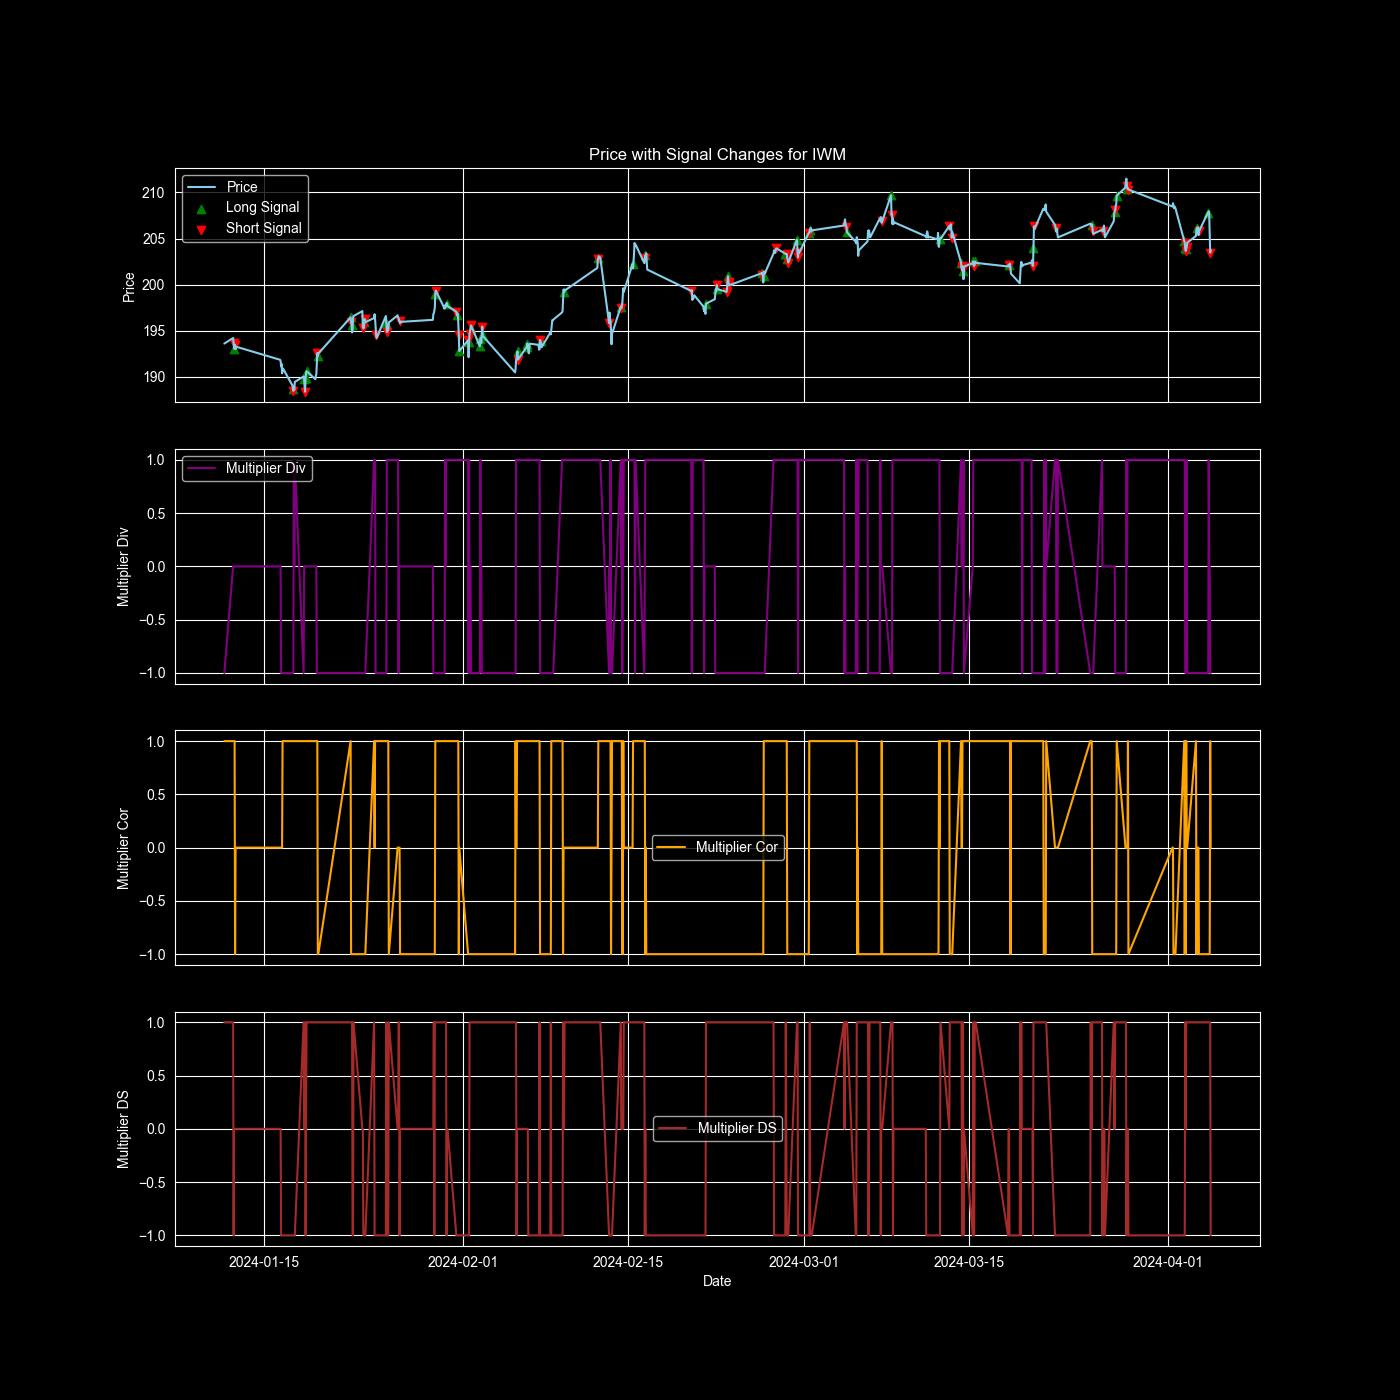 Price with Signal Changes for IWM
Price
Long Signal
Short Signal
210
205
200
195
190
Price
Multiplier Div
1.0
0.5
0.0
−0.5
−1.0
Multiplier Div
Multiplier Cor
1.0
0.5
0.0
−0.5
−1.0
Multiplier Cor
Multiplier DS
1.0
0.5
0.0
−0.5
−1.0
Multiplier DS
2024-01-15 2024-02-01 2024-02-15 2024-03-01 2024-03-15 2024-04-01
Date